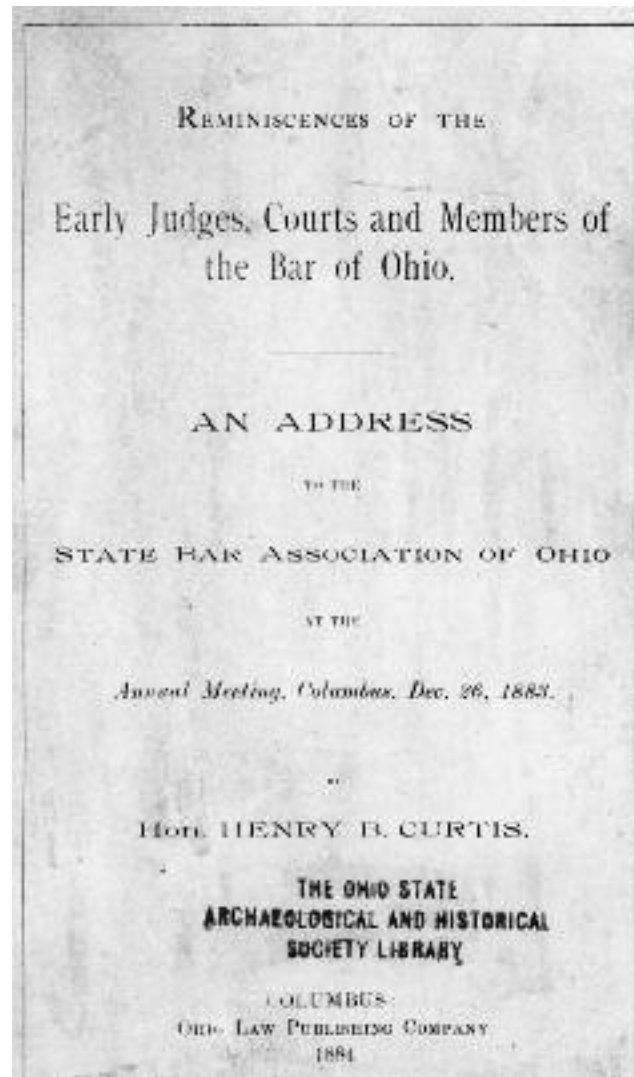 REMINISCENCES OF THE
Early Judges, Courts and Members of
the Bar of Ohio.
AN ADDRESS
TO THE
STATE BAR ASSOCIATION OF OHIO
AT THE
Annual Meeting, Columbus, Dec. 26, 1883.
BY
HON. HENRY B. CURTIS.
THE OHIO STATE
ARCHAEOLOGICAL AND HISTORICAL
SOCIETY LIBRARY
COLUMBUS:
OHIO LAW PUBLISHING COMPANY
1884